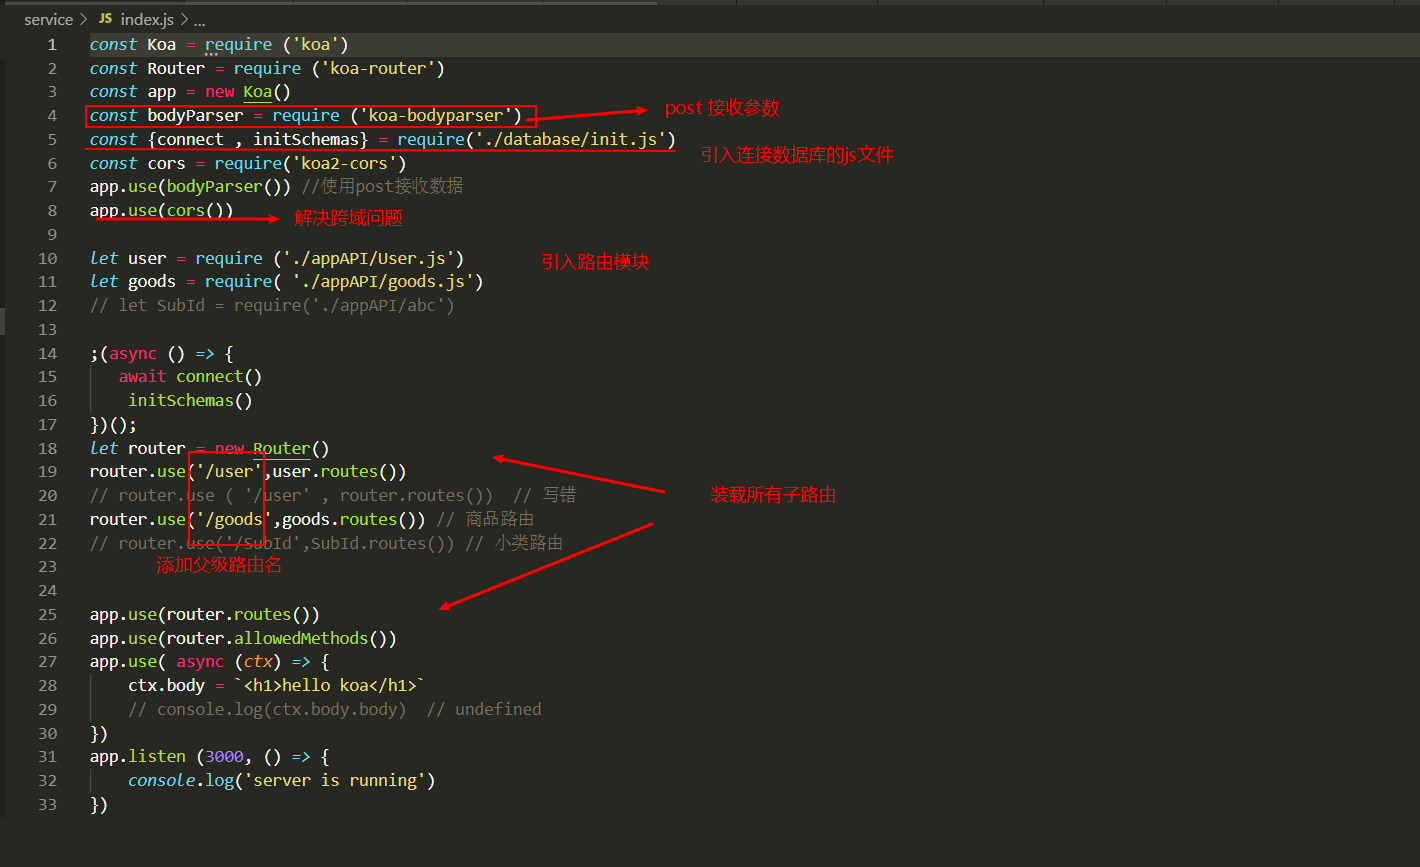 service > JS index.js > ...
1 const Koa = require ('koa')
2 const Router = require ('koa-router')
3 const app = new Koa()
4 const bodyParser = require ('koa-bodyparser') post 接收参数
5 const {connect , initSchemas} = require('./database/init.js') 引入连接数据库的js文件
6 const cors = require('koa2-cors')
7 app.use(bodyParser()) //使用post接收数据
8 app.use(cors()) 解决跨域问题
9
10 let user = require ('./appAPI/User.js') 引入路由模块
11 let goods = require( './appAPI/goods.js')
12 // let SubId = require('./appAPI/abc')
13
14 ;(async () => {
15 await connect()
16 initSchemas()
17 })();
18 let router = new Router()
19 router.use('/user',user.routes())
20 // router.use ( '/user' , router.routes()) // 写错 装载所有子路由
21 router.use('/goods',goods.routes()) // 商品路由
22 // router.use('/SubId',SubId.routes()) // 小类路由
23 添加父级路由名
24
25 app.use(router.routes())
26 app.use(router.allowedMethods())
27 app.use( async (ctx) => {
28 ctx.body = `<h1>hello koa</h1>`
29 // console.log(ctx.body.body) // undefined
30 })
31 app.listen (3000, () => {
32 console.log('server is running')
33 })